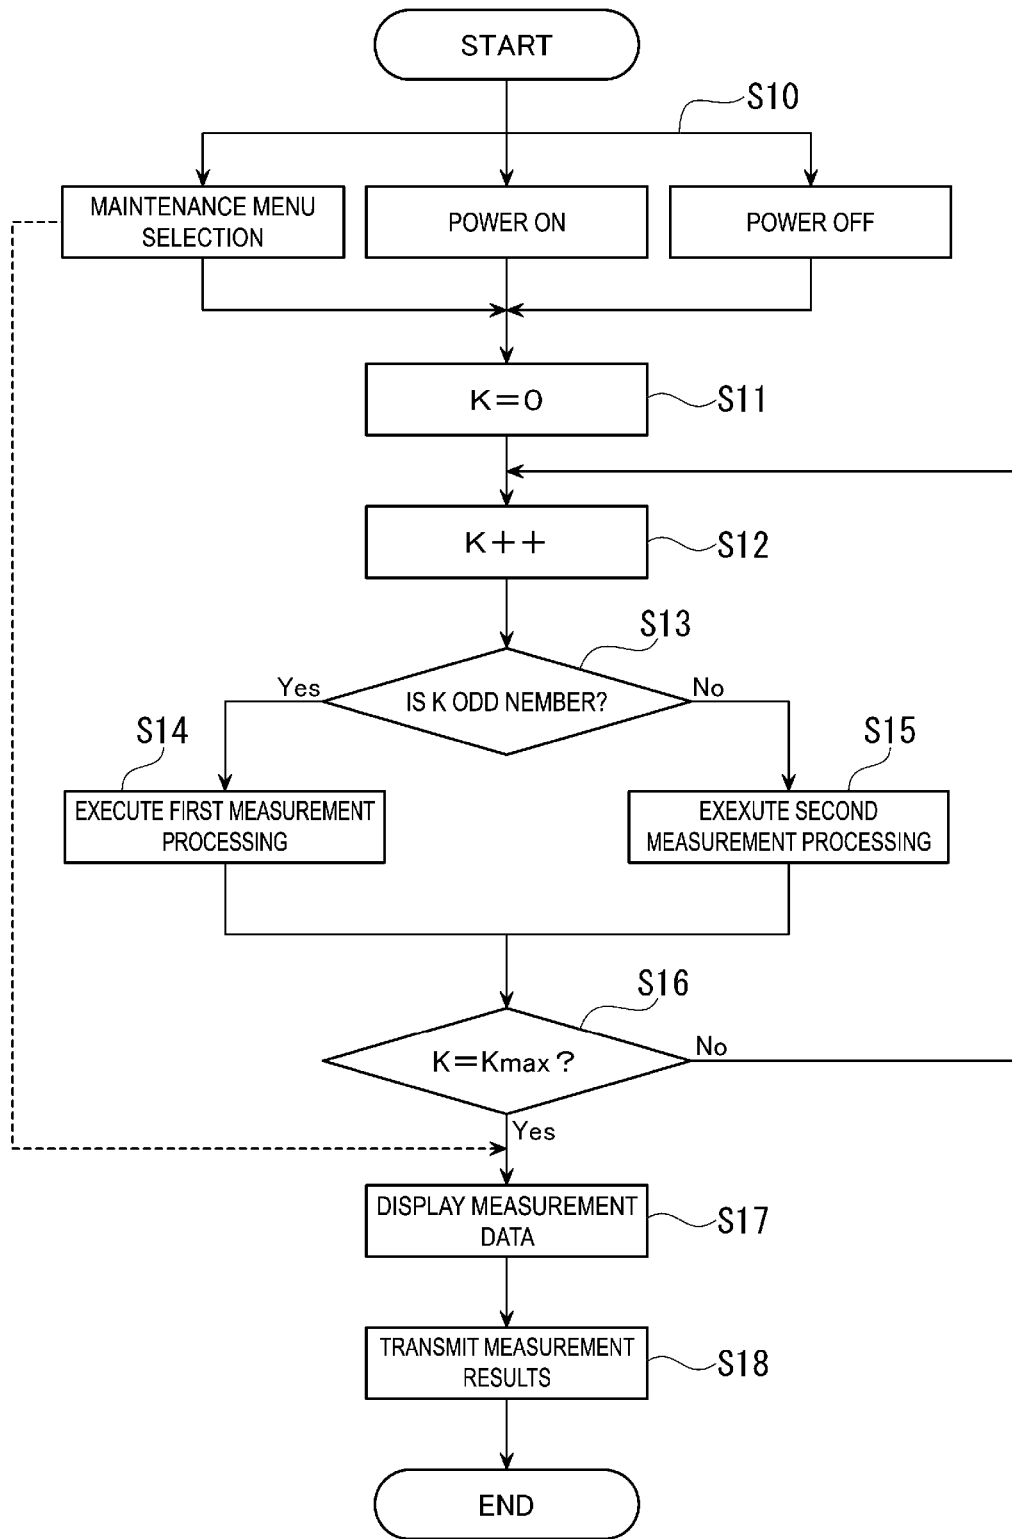 START
S10
MAINTENANCE MENU
SELECTION
POWER ON
POWER OFF
K=0
S11
K++
S12
S13
Yes
IS K ODD NEMBER?
No
S14
S15
EXECUTE FIRST MEASUREMENT
PROCESSING
EXEXUTE SECOND
MEASUREMENT PROCESSING
S16
K=Kmax?
No
Yes
DISPLAY MEASUREMENT
DATA
S17
TRANSMIT MEASUREMENT
RESULTS
S18
END